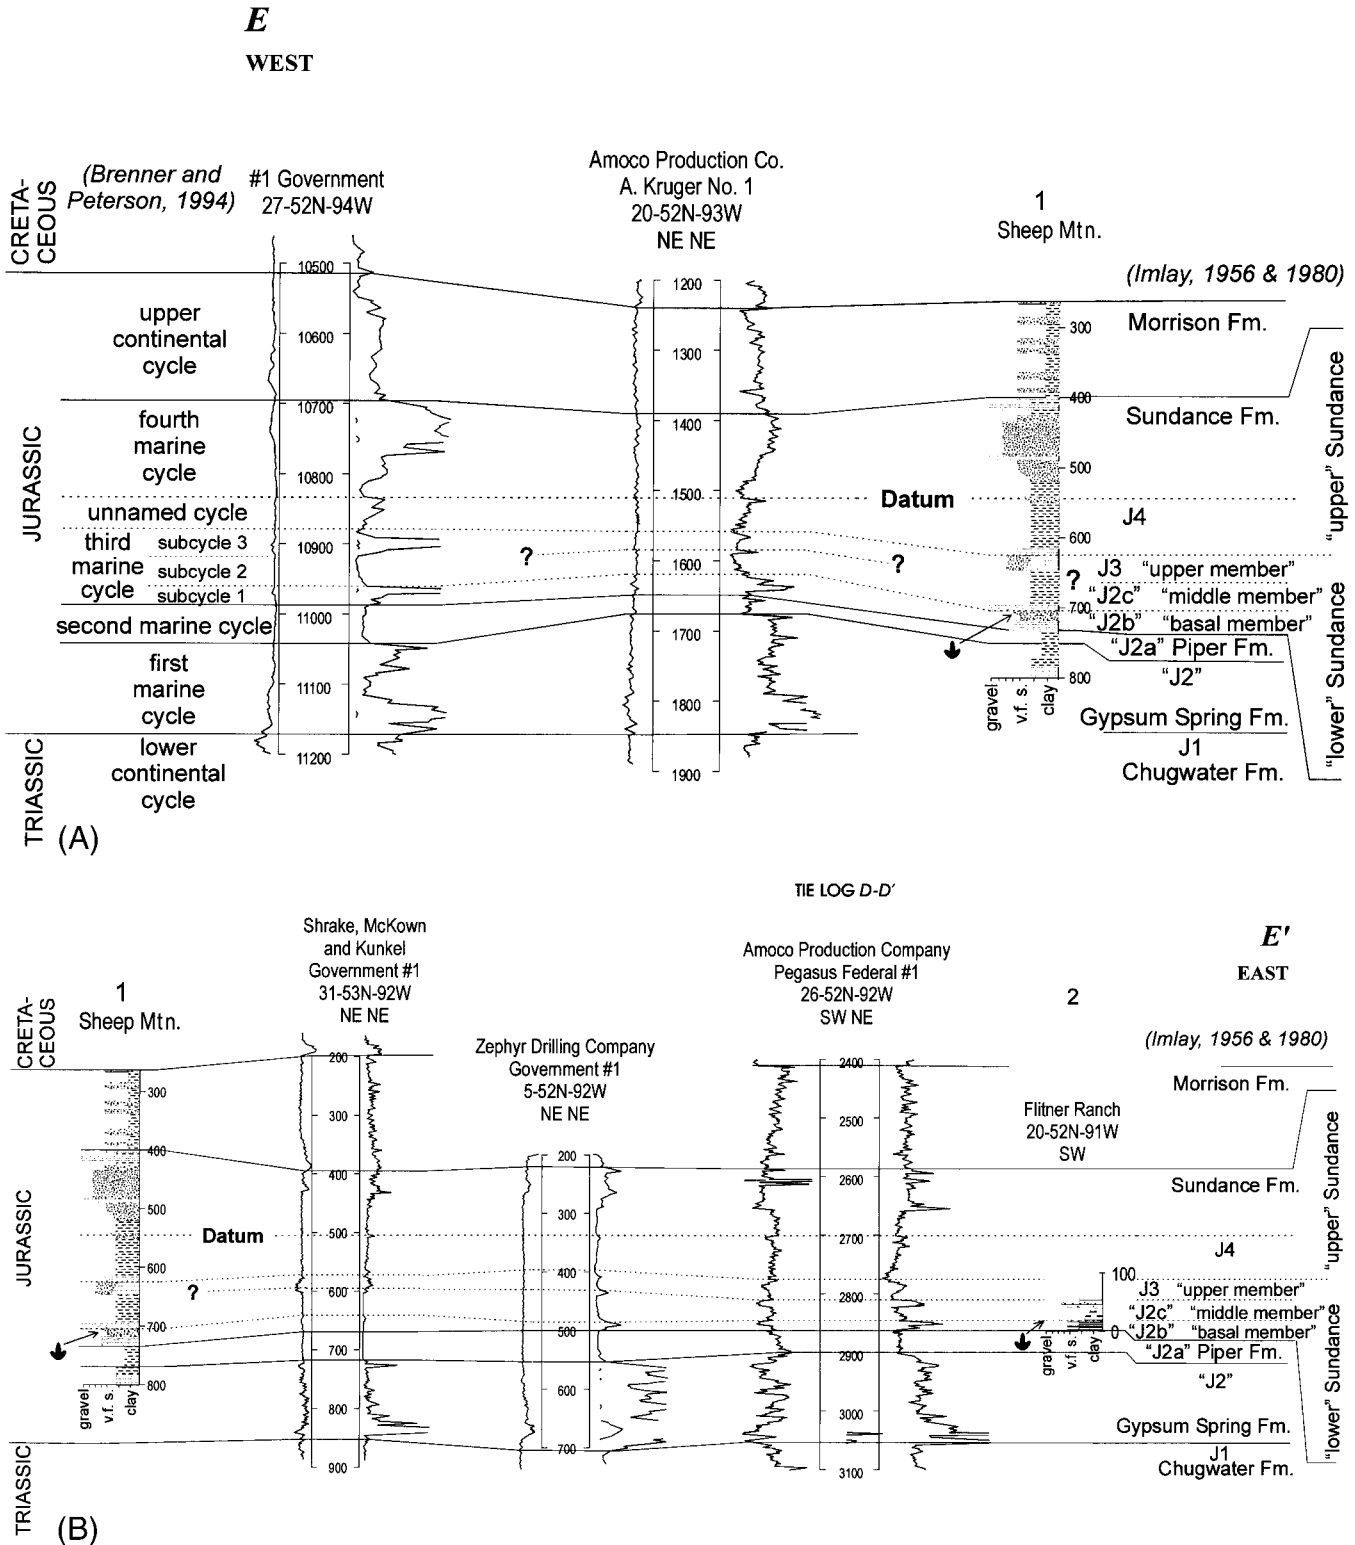 E
WEST
CRETA-
CEOUS
(Brenner and
Peterson, 1994)
#1 Government
27-52N-94W
Amoco Production Co.
A. Kruger No. 1
20-52N-93W
NE NE
1
Sheep Mtn.
(Imlay, 1956 & 1980)
JURASSIC
TRIASSIC
upper
continental
cycle
fourth
marine
cycle
unnamed cycle
third
marine
cycle
subcycle 3
subcycle 2
subcycle 1
second marine cycle
first
marine
cycle
lower
continental
cycle
10500
10600
10700
10800
10900
11000
11100
11200
1200
1300
1400
1500
1600
1700
1800
1900
?
Datum
?
300
400
500
600
?
700
800
gravel
v.f. s.
clay
Morrison Fm.
Sundance Fm.
J4
J3 "upper member"
"J2c" "middle member"
"J2b" "basal member"
"J2a" Piper Fm.
"J2"
Gypsum Spring Fm.
J1
Chugwater Fm.
"upper" Sundance
"lower" Sundance
(A)
TIE LOG D-D'
E'
EAST
CRETA-
CEOUS
1
Sheep Mtn.
Shrake, McKown
and Kunkel
Government #1
31-53N-92W
NE NE
Zephyr Drilling Company
Government #1
5-52N-92W
NE NE
Amoco Production Company
Pegasus Federal #1
26-52N-92W
SW NE
2
Flitner Ranch
20-52N-91W
SW
(Imlay, 1956 & 1980)
JURASSIC
TRIASSIC
300
400
500
600
700
800
gravel
v.f. s.
clay
Datum
?
200
300
400
500
600
700
800
900
200
300
400
500
600
700
2400
2500
2600
2700
2800
2900
3000
3100
100
0
gravel
v.f. s.
clay
Morrison Fm.
Sundance Fm.
J4
J3 "upper member"
"J2c" "middle member"
"J2b" "basal member"
"J2a" Piper Fm.
"J2"
Gypsum Spring Fm.
J1
Chugwater Fm.
"upper" Sundance
"lower" Sundance
(B)